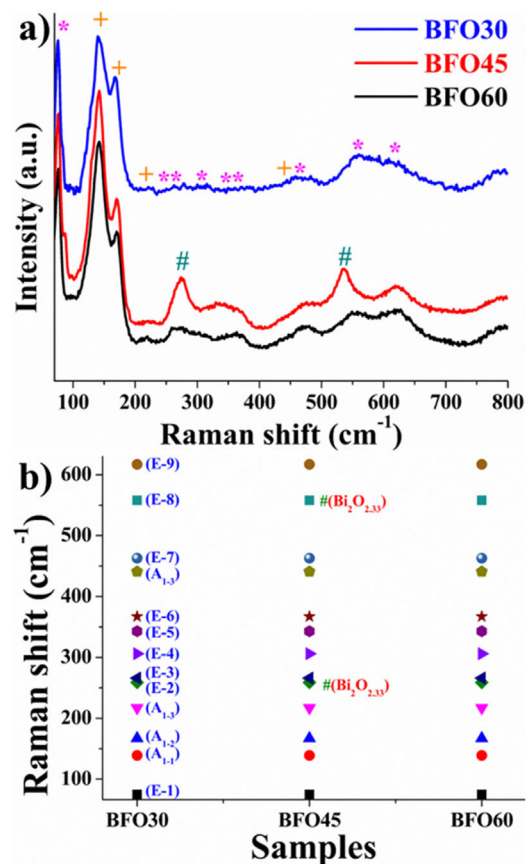 a)
BFO30
BFO45
BFO60
* + + + ** * ** + * * *
# #
Intensity (a.u.)
100 200 300 400 500 600 700 800
Raman shift (cm⁻¹)
b)
Raman shift (cm⁻¹)
600
500
400
300
200
100
(E-9)
(E-8) #(Bi₂O₂.₃₃)
(E-7)
(A₁₋₃)
(E-6)
(E-5)
(E-4)
(E-3)
(E-2) #(Bi₂O₂.₃₃)
(A₁₋₃)
(A₁₋₂)
(A₁₋₁)
(E-1)
BFO30 BFO45 BFO60
Samples